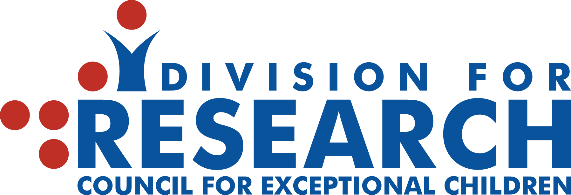 DIVISION FOR
RESEARCH
COUNCIL FOR EXCEPTIONAL CHILDREN